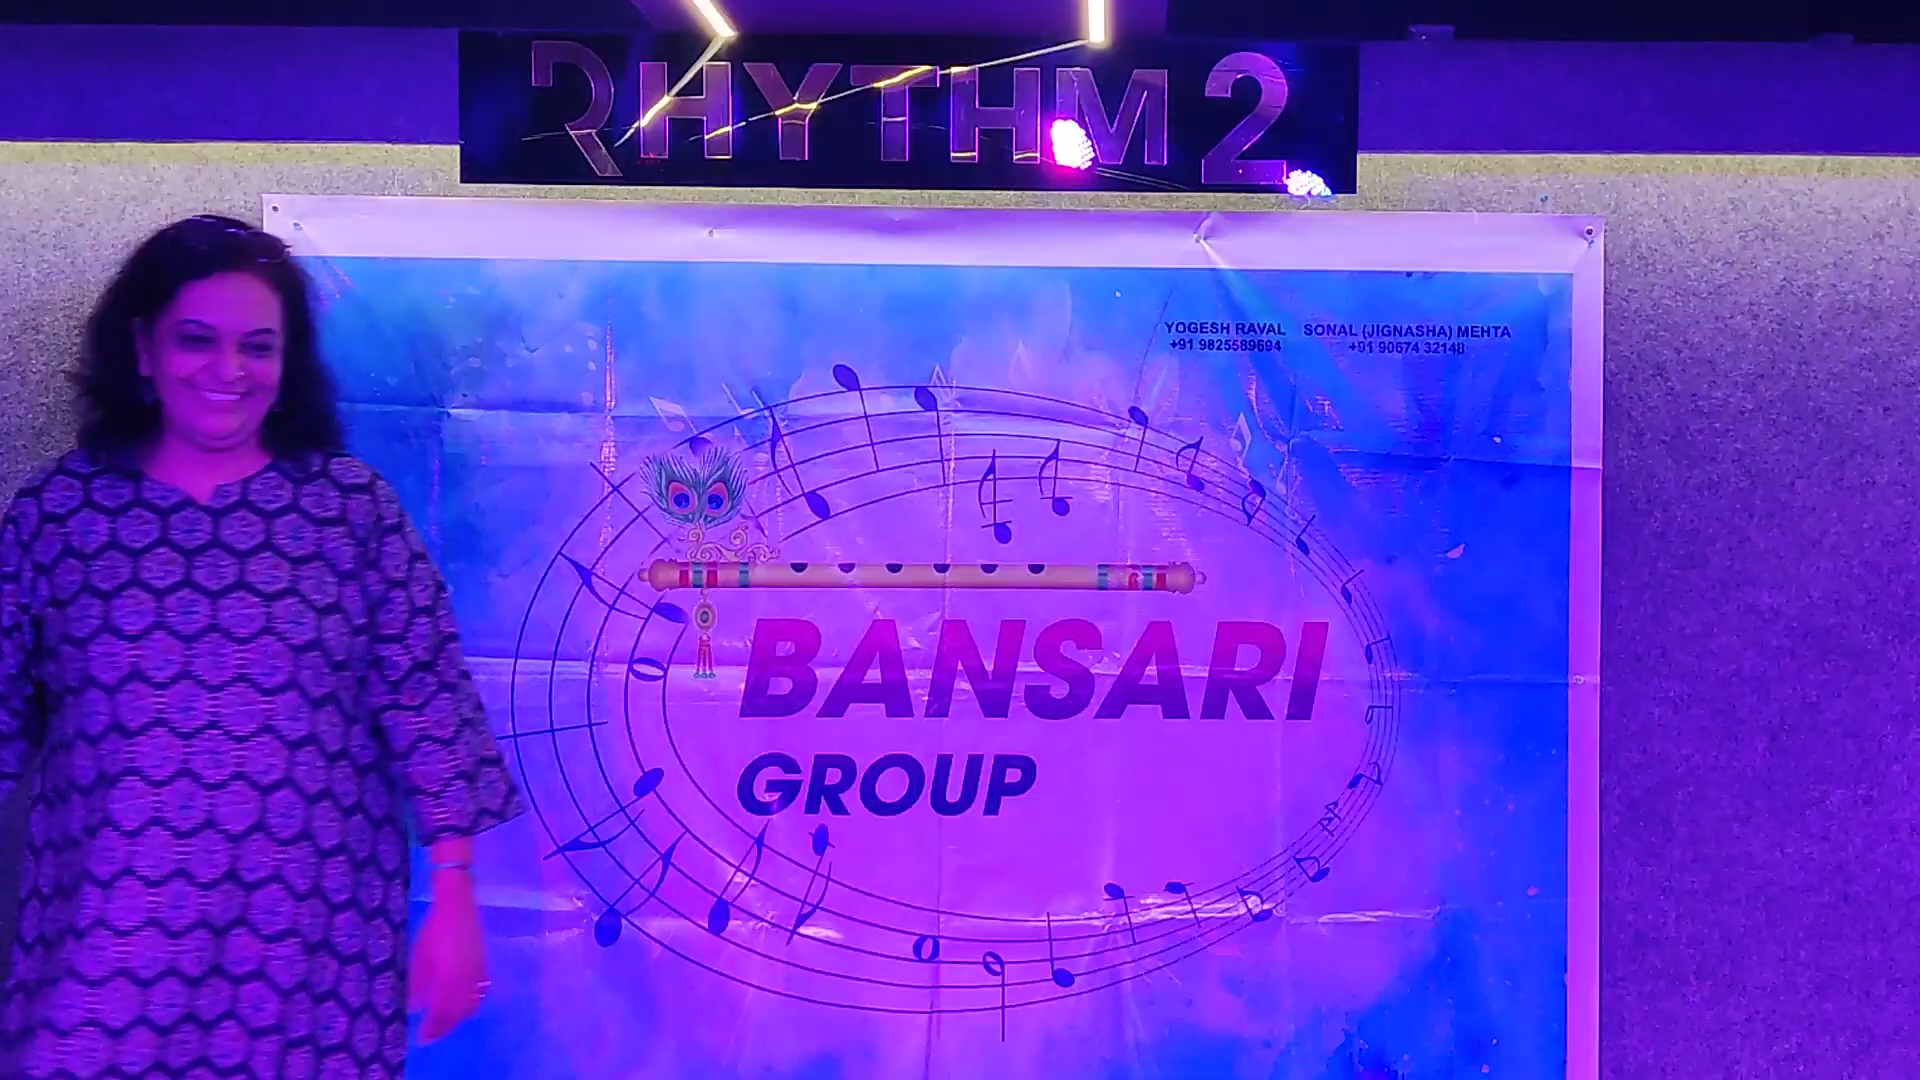 RHYTHM 2
YOGESH RAVAL SONAL (JIGNASHA) MEHTA
+91 9825589694 +91 90674 32148
BANSARI
GROUP